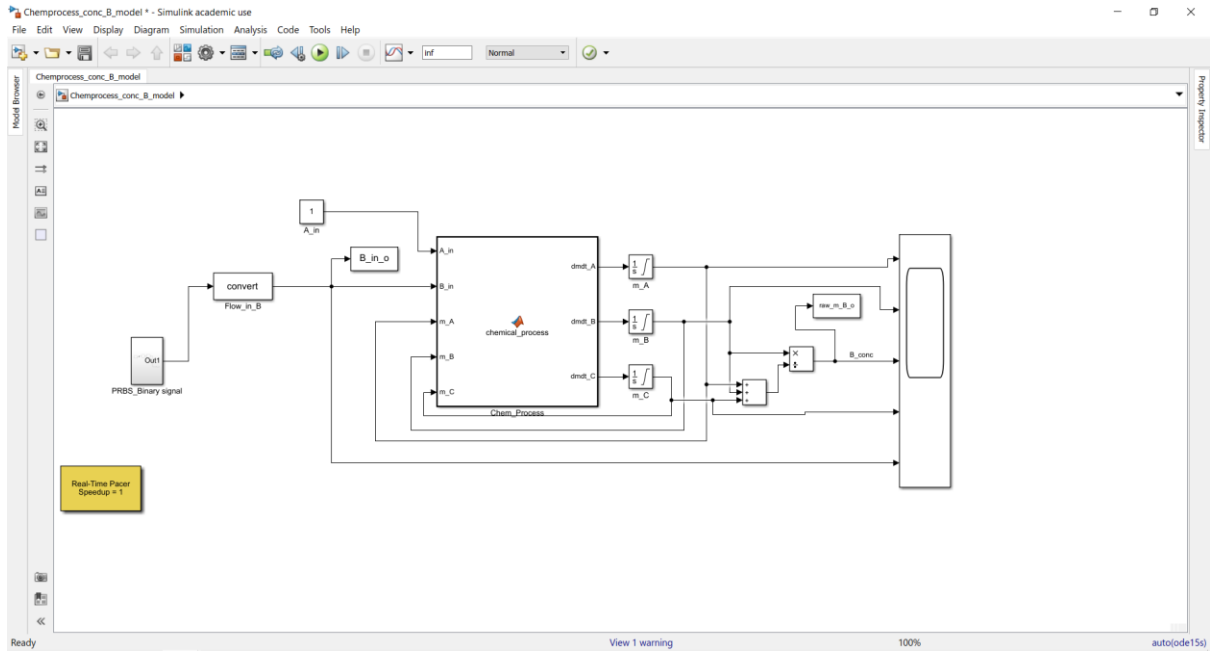 Chemprocess_conc_B_model * - Simulink academic use
File Edit View Display Diagram Simulation Analysis Code Tools Help
inf
Normal
Model Browser
Chemprocess_conc_B_model
Chemprocess_conc_B_model
Property Inspector
1
A_in
B_in_o
convert
Flow_in_B
Out1
PRBS_Binary signal
A_in
B_in
m_A
m_B
m_C
chemical_process
dmdt_A
dmdt_B
dmdt_C
Chem_Process
1
s
m_A
1
s
m_B
1
s
m_C
raw_m_B_o
×
÷
B_conc
+
+
+
Real-Time Pacer
Speedup = 1
Ready
View 1 warning
100%
auto(ode15s)